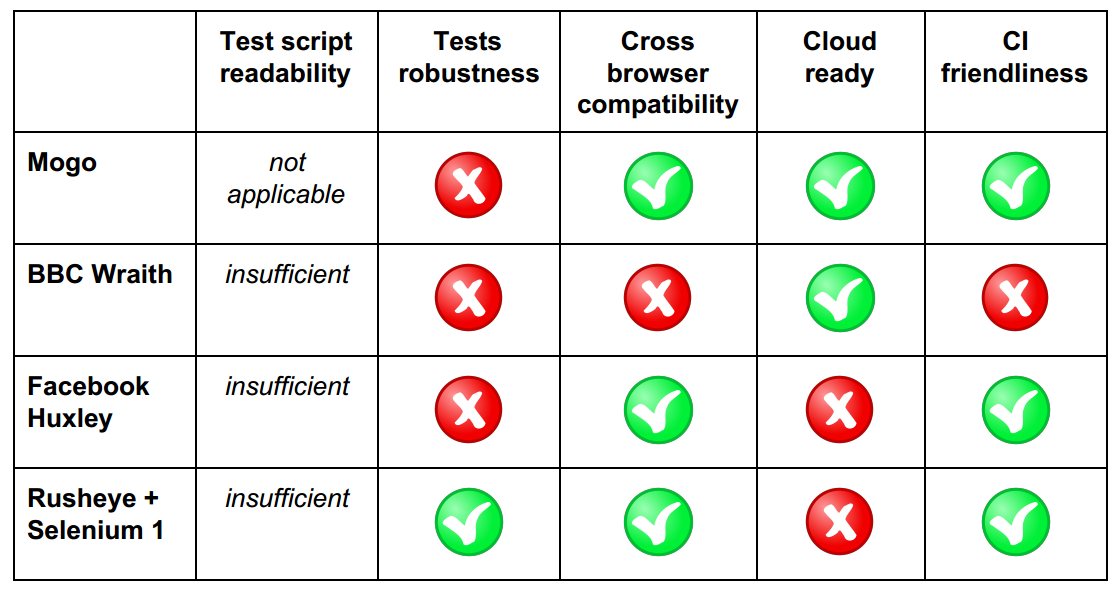 Test script readability
Tests robustness
Cross browser compatibility
Cloud ready
CI friendliness
Mogo
not applicable
BBC Wraith
insufficient
Facebook Huxley
insufficient
Rusheye + Selenium 1
insufficient